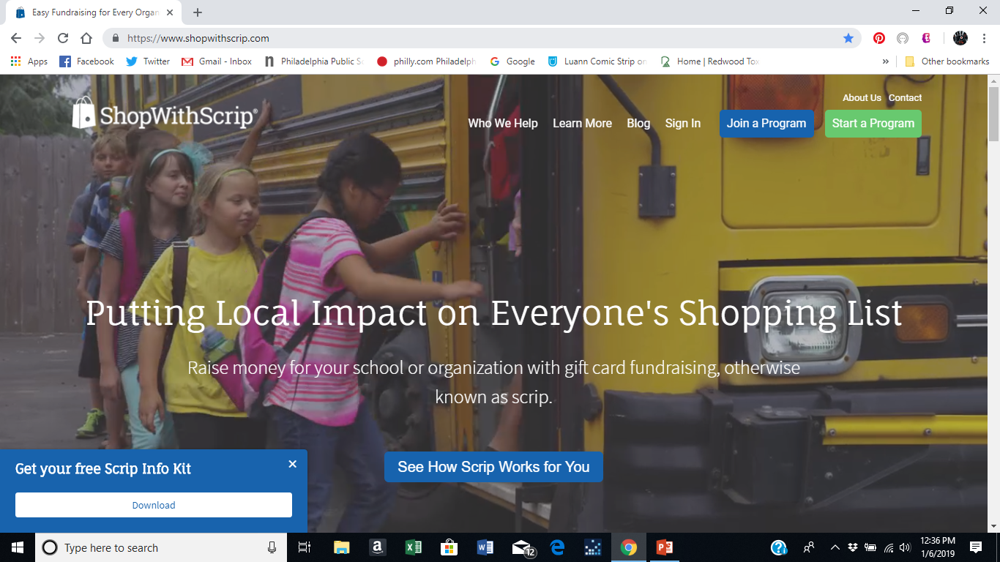 Easy Fundraising for Every Organ
https://www.shopwithscrip.com
Apps
Facebook
Twitter
Gmail - Inbox
Philadelphia Public Sc
philly.com Philadelph
Google
Luann Comic Strip on
Home | Redwood Tox
»
Other bookmarks
About Us Contact
ShopWithScrip®
Who We Help Learn More Blog Sign In Join a Program Start a Program
Putting Local Impact on Everyone's Shopping List
Raise money for your school or organization with gift card fundraising, otherwise
known as scrip.
See How Scrip Works for You
Get your free Scrip Info Kit
Download
Type here to search
12
12:36 PM
1/6/2019